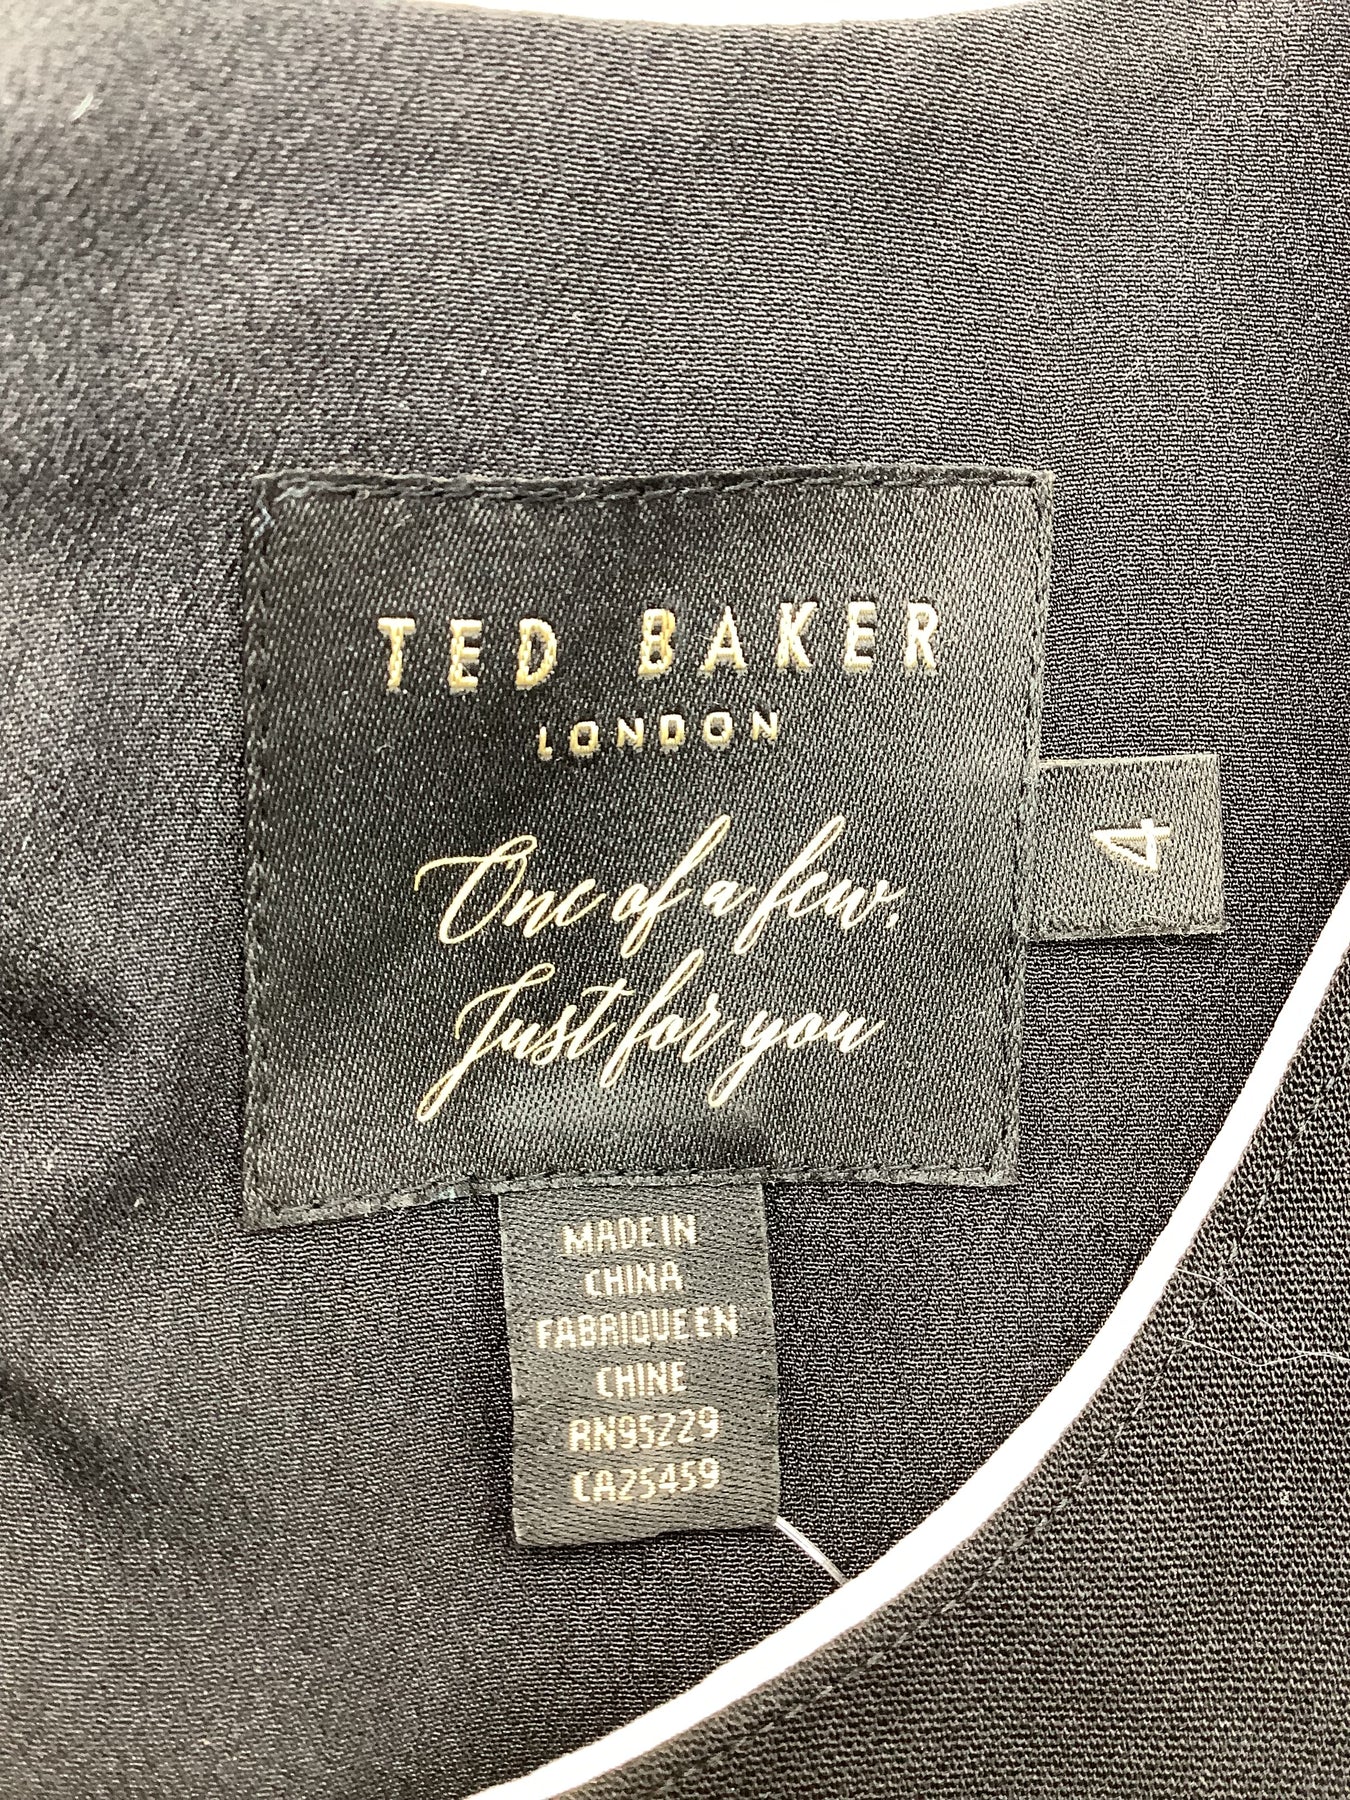 TED BAKER
LONDON
One of a few,
Just for you
4
MADE IN
CHINA
FABRIQUE EN
CHINE
RN95229
CA25459